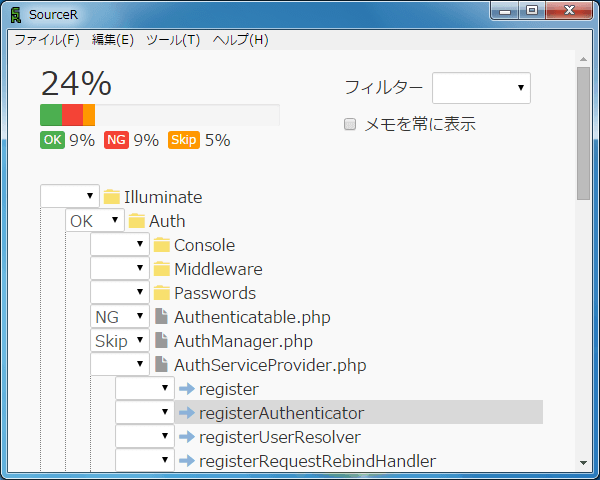 SourceR
ファイル(F) 編集(E) ツール(T) ヘルプ(H)
24%
フィルター
OK 9% NG 9% Skip 5%
メモを常に表示
Illuminate
OK Auth
Console
Middleware
Passwords
NG Authenticatable.php
Skip AuthManager.php
AuthServiceProvider.php
register
registerAuthenticator
registerUserResolver
registerRequestRebindHandler